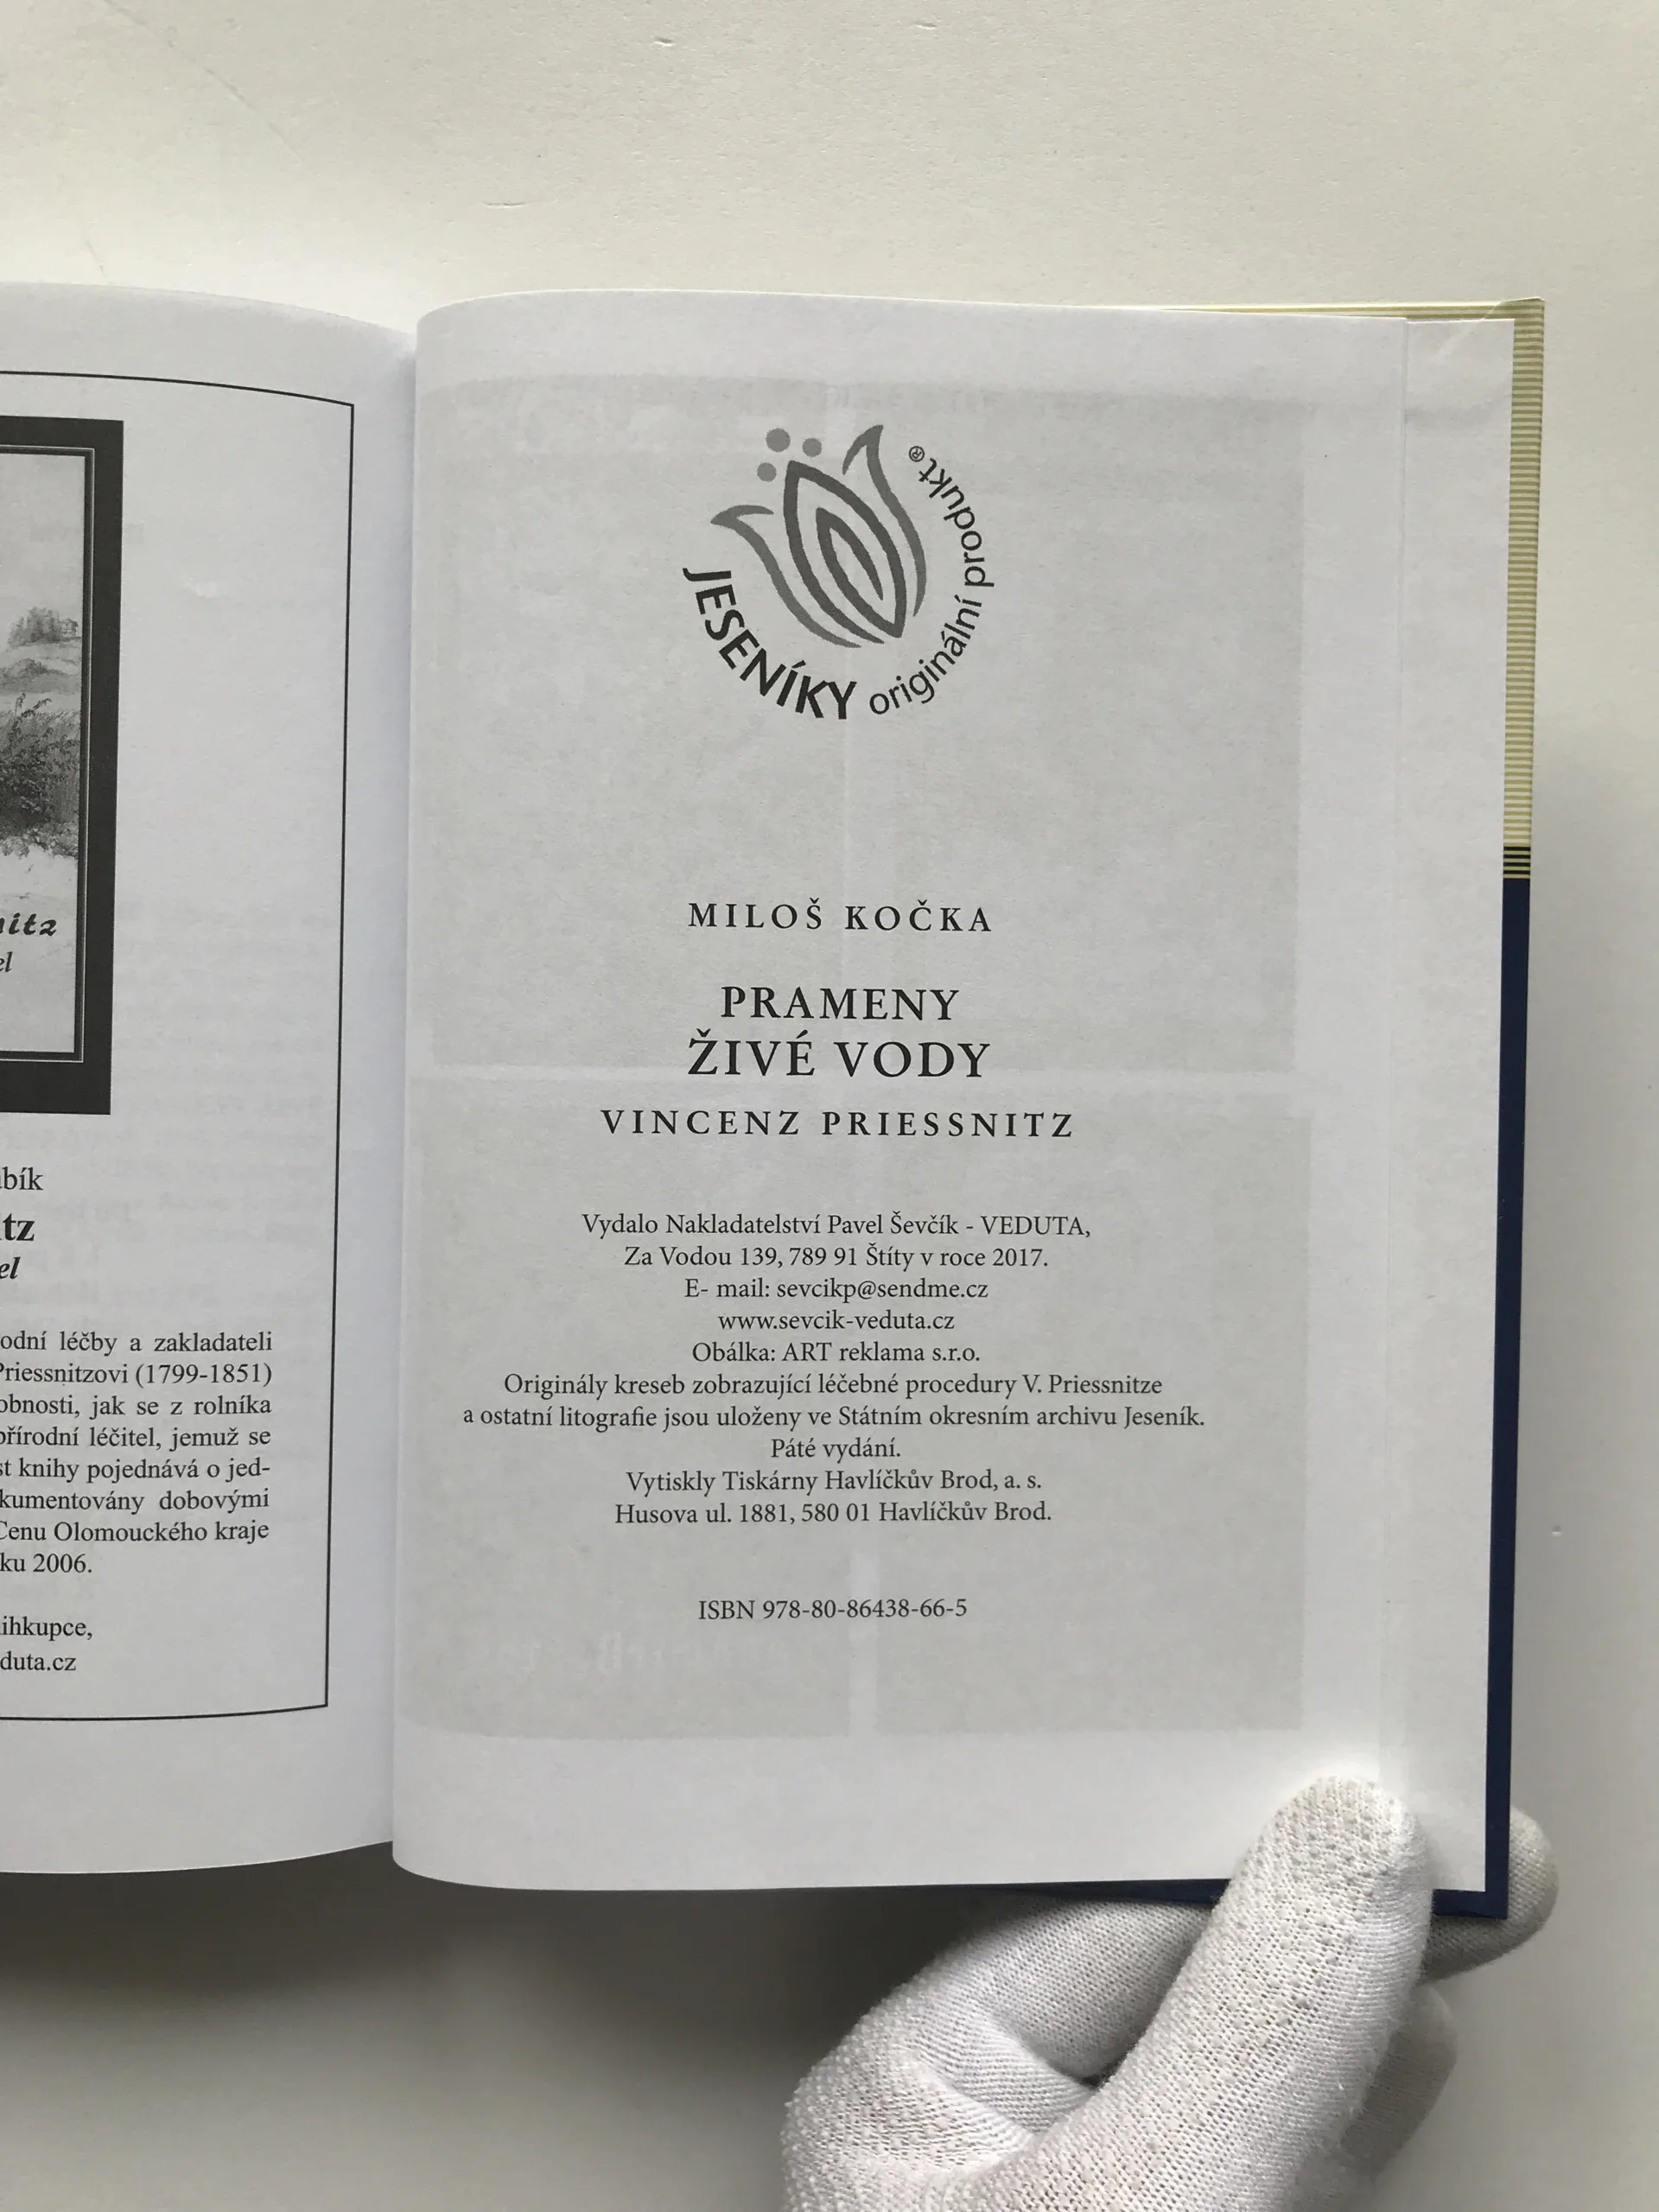 nitz
el
bík
tz
el
odní léčby a zakladateli
Priessnitzovi (1799-1851)
obnosti, jak se z rolníka
přírodní léčitel, jemuž se
st knihy pojednává o jed-
kumentovány dobovými
Cenu Olomouckého kraje
ku 2006.
ihkupce,
duta.cz
JESENÍKY originální produkt®
MILOŠ KOČKA
PRAMENY
ŽIVÉ VODY
VINCENZ PRIESSNITZ
Vydalo Nakladatelství Pavel Ševčík - VEDUTA,
Za Vodou 139, 789 91 Štíty v roce 2017.
E- mail: sevcikp@sendme.cz
www.sevcik-veduta.cz
Obálka: ART reklama s.r.o.
Originály kreseb zobrazující léčebné procedury V. Priessnitze
a ostatní litografie jsou uloženy ve Státním okresním archivu Jeseník.
Páté vydání.
Vytiskly Tiskárny Havlíčkův Brod, a. s.
Husova ul. 1881, 580 01 Havlíčkův Brod.
ISBN 978-80-86438-66-5